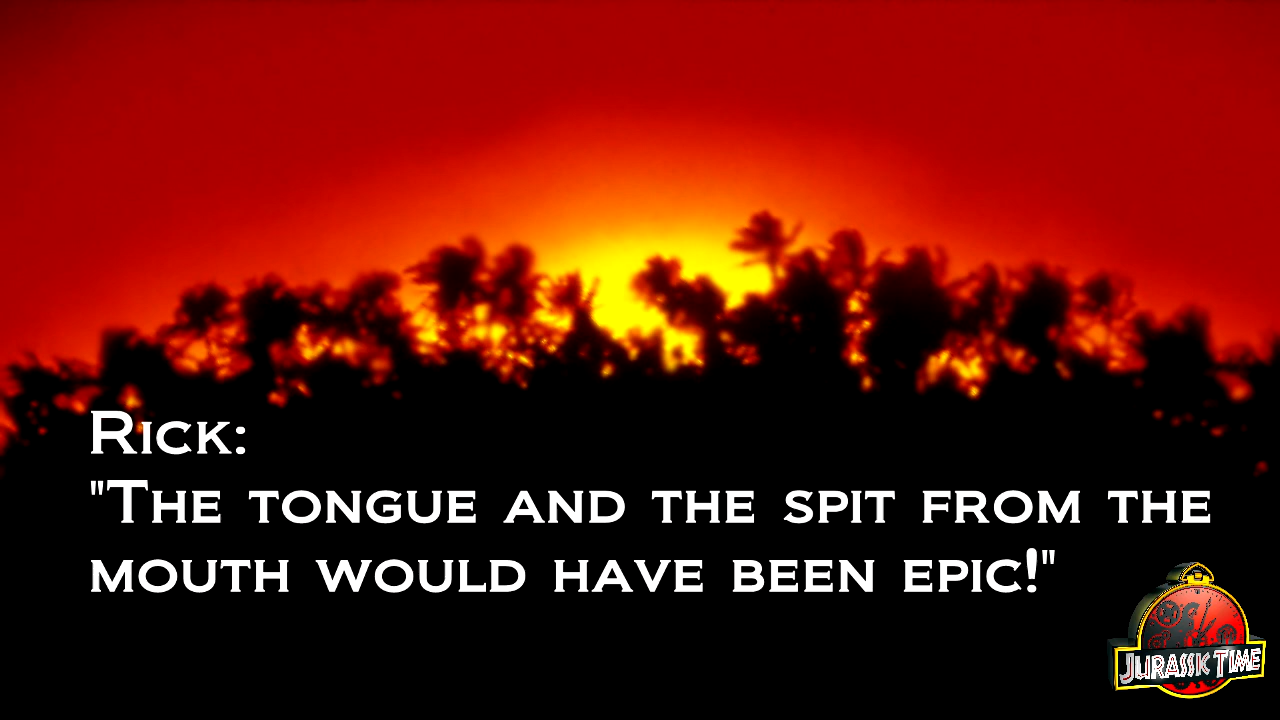 Rick:
"The tongue and the spit from the
mouth would have been epic!"
Jurassic Time